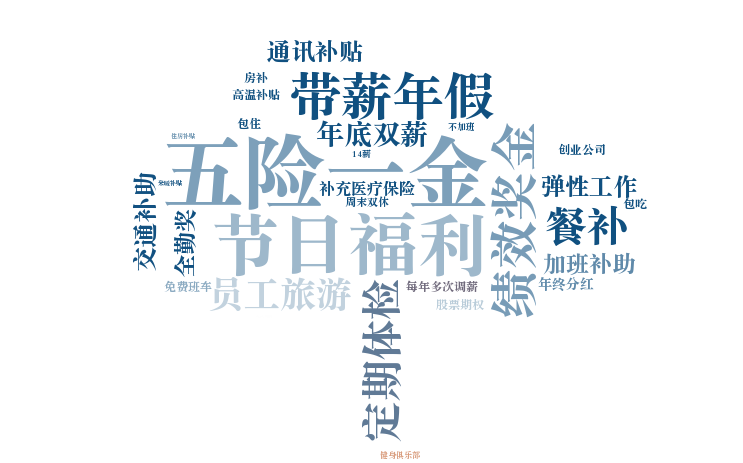 通讯补贴
房补
带薪年假
高温补贴
包住
年底双薪
不加班
住房补贴
五险一金
14薪
创业公司
绩效奖金
补充医疗保险
弹性工作
周末双休
包吃
交通补助
全勤奖
餐补
节日福利
加班补助
免费班车
员工旅游
每年多次调薪
年终分红
股票期权
定期体检
健身俱乐部